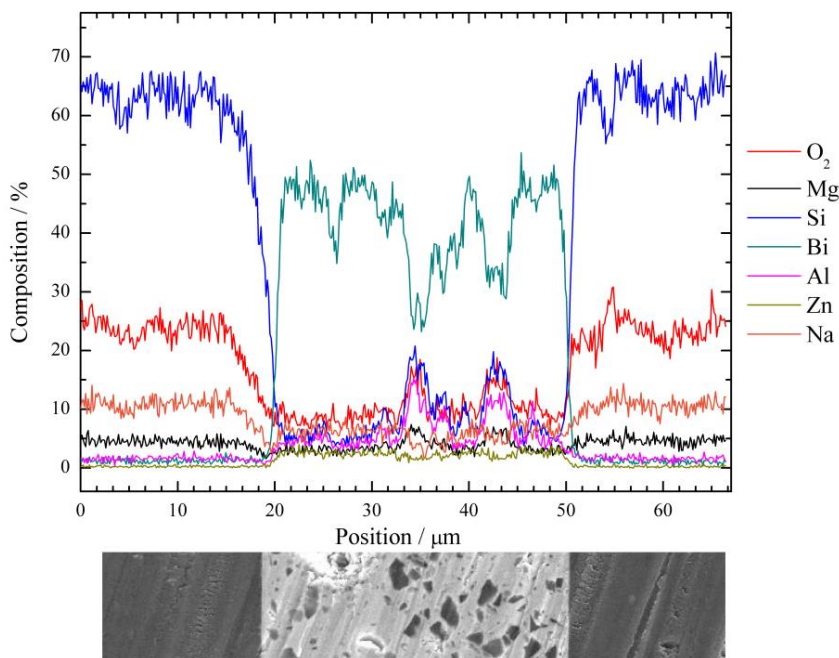 Composition / %
70
60
50
40
30
20
10
0
0 10 20 30 40 50 60
Position / μm
O₂
Mg
Si
Bi
Al
Zn
Na